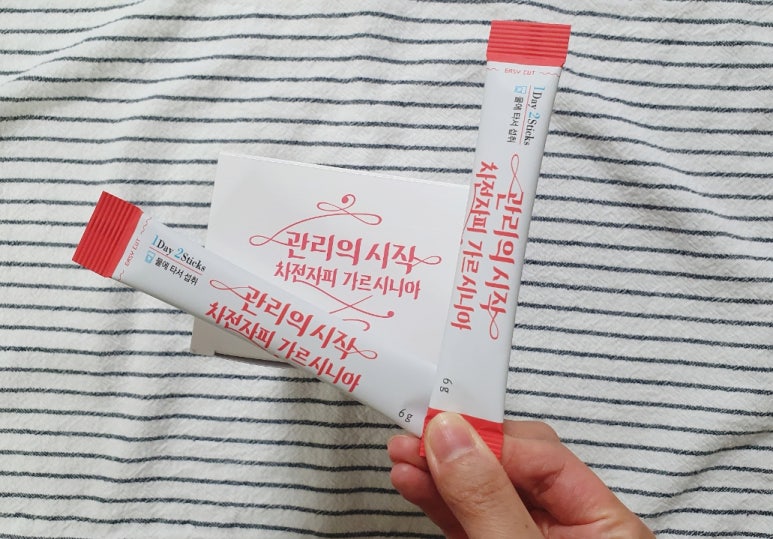 관리의 시작
차전자피 가르시니아
EASY CUT
1Day 2Sticks
물에 타서 섭취
관리의 시작
차전자피 가르시니아
6g
EASY CUT
1Day 2Sticks
물에 타서 섭취
관리의 시작
차전자피 가르시니아
6g